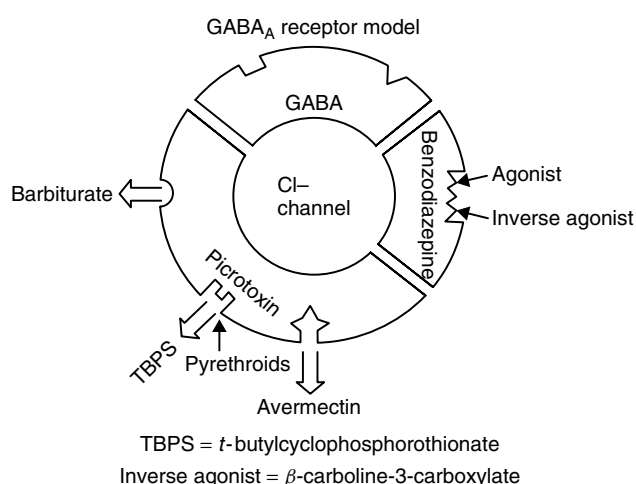 GABAA receptor model
GABA
Benzodiazepine
Agonist
Inverse agonist
Barbiturate
Cl–
channel
Picrotoxin
TBPS
Pyrethroids
Avermectin
TBPS = t-butylcyclophosphorothionate
Inverse agonist = β-carboline-3-carboxylate